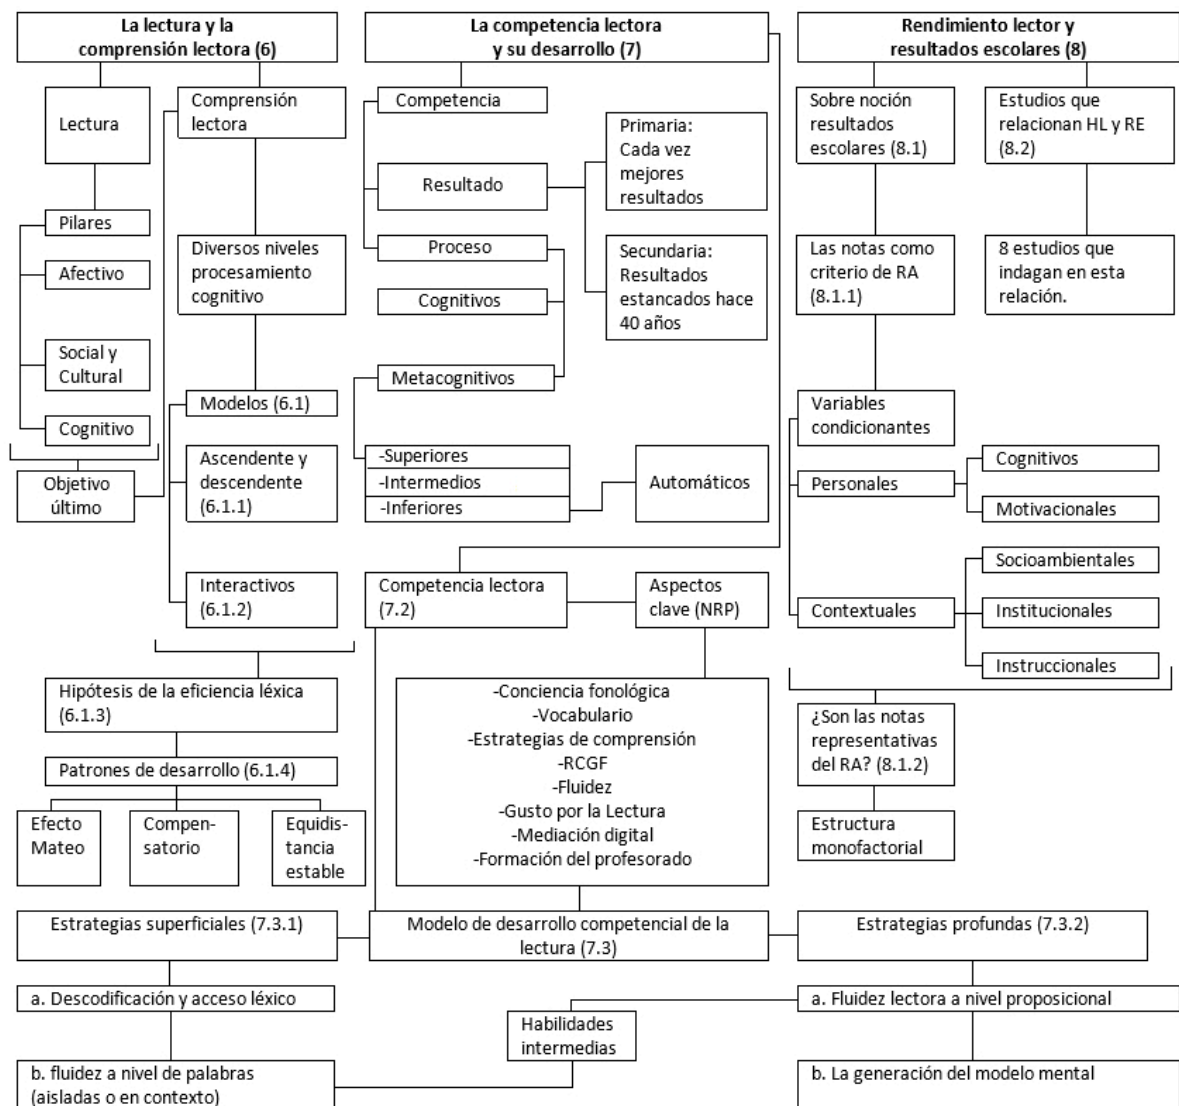 La lectura y la
comprensión lectora (6)
Lectura
Comprensión
lectora
Pilares
Afectivo
Social y
Cultural
Cognitivo
Objetivo
último
Diversos niveles
procesamiento
cognitivo
Modelos (6.1)
Ascendente y
descendente
(6.1.1)
Interactivos
(6.1.2)
Hipótesis de la eficiencia léxica
(6.1.3)
Patrones de desarrollo (6.1.4)
Efecto
Mateo
Compen-
satorio
Equidis-
tancia
estable
La competencia lectora
y su desarrollo (7)
Competencia
Resultado
Primaria:
Cada vez
mejores
resultados
Secundaria:
Resultados
estancados hace
40 años
Proceso
Cognitivos
Metacognitivos
-Superiores
-Intermedios
-Inferiores
Automáticos
Competencia lectora
(7.2)
Aspectos
clave (NRP)
-Conciencia fonológica
-Vocabulario
-Estrategias de comprensión
-RCGF
-Fluidez
-Gusto por la Lectura
-Mediación digital
-Formación del profesorado
Rendimiento lector y
resultados escolares (8)
Sobre noción
resultados
escolares (8.1)
Estudios que
relacionan HL y RE
(8.2)
Las notas como
criterio de RA
(8.1.1)
8 estudios que
indagan en esta
relación.
Variables
condicionantes
Personales
Cognitivos
Motivacionales
Contextuales
Socioambientales
Institucionales
Instruccionales
¿Son las notas
representativas
del RA? (8.1.2)
Estructura
monofactorial
Estrategias superficiales (7.3.1)
Modelo de desarrollo competencial de la
lectura (7.3)
Estrategias profundas (7.3.2)
a. Descodificación y acceso léxico
b. fluidez a nivel de palabras
(aisladas o en contexto)
Habilidades
intermedias
a. Fluidez lectora a nivel proposicional
b. La generación del modelo mental